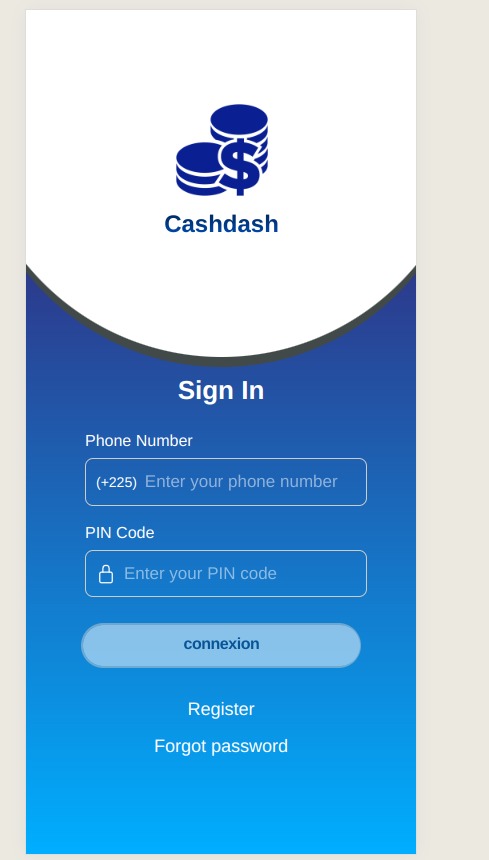 $
Cashdash
Sign In
Phone Number
(+225) Enter your phone number
PIN Code
Enter your PIN code
connexion
Register
Forgot password